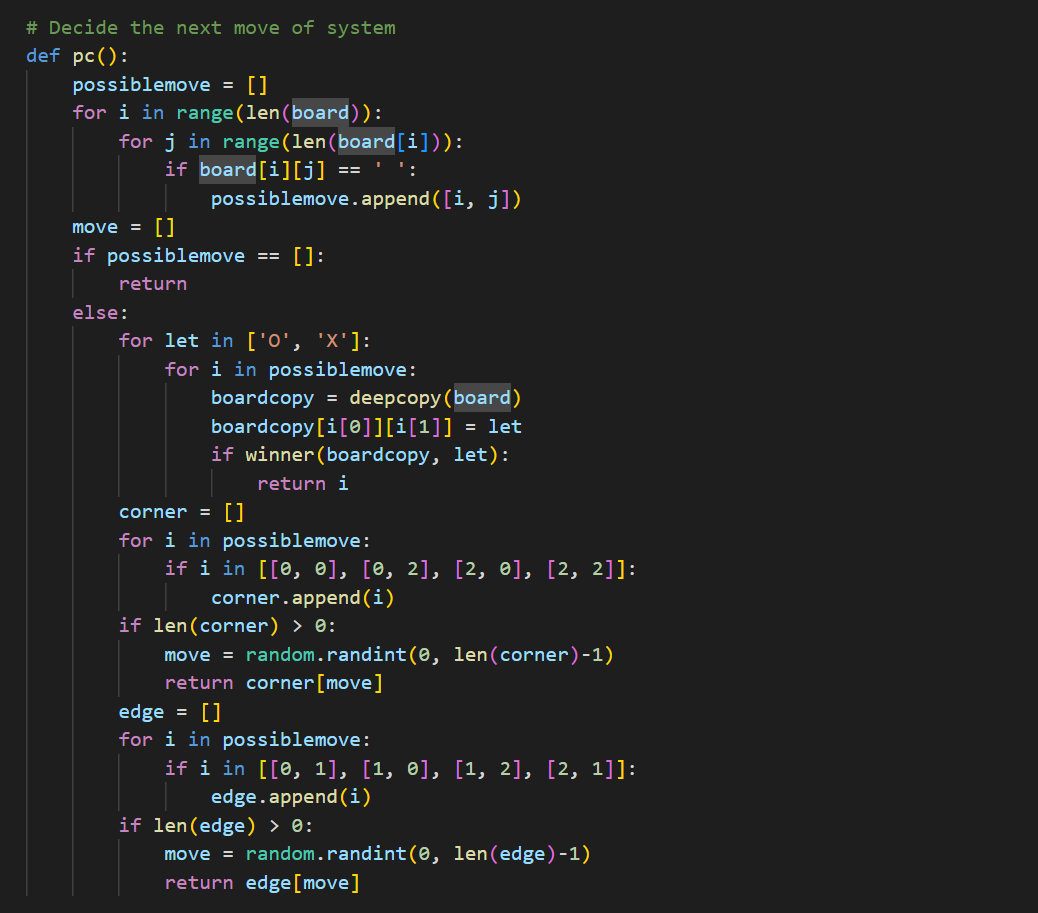 # Decide the next move of system
def pc():
    possiblemove = []
    for i in range(len(board)):
        for j in range(len(board[i])):
            if board[i][j] == ' ':
                possiblemove.append([i, j])
    move = []
    if possiblemove == []:
        return
    else:
        for let in ['O', 'X']:
            for i in possiblemove:
                boardcopy = deepcopy(board)
                boardcopy[i[0]][i[1]] = let
                if winner(boardcopy, let):
                    return i
        corner = []
        for i in possiblemove:
            if i in [[0, 0], [0, 2], [2, 0], [2, 2]]:
                corner.append(i)
        if len(corner) > 0:
            move = random.randint(0, len(corner)-1)
            return corner[move]
        edge = []
        for i in possiblemove:
            if i in [[0, 1], [1, 0], [1, 2], [2, 1]]:
                edge.append(i)
        if len(edge) > 0:
            move = random.randint(0, len(edge)-1)
            return edge[move]